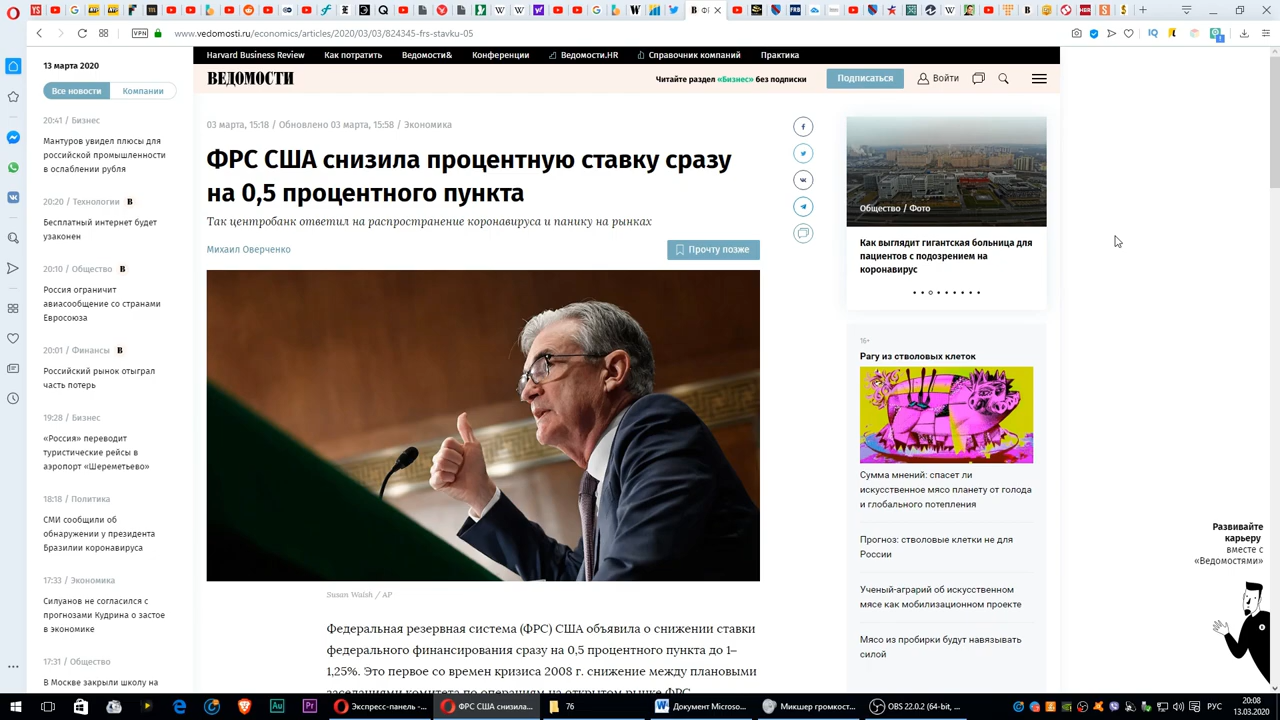 ФР
VPN
www.vedomosti.ru/economics/articles/2020/03/03/824345-frs-stavku-05
Harvard Business Review
Как потратить
Ведомости&
Конференции
Ведомости.HR
Справочник компаний
Практика
ВЕДОМОСТИ
Читайте раздел «Бизнес» без подписки
Подписаться
Войти
13 марта 2020
Все новости
Компании
20:41 / Бизнес
Мантуров увидел плюсы для
российской промышленности
в ослаблении рубля
20:20 / Технологии В
Бесплатный интернет будет
узаконен
20:10 / Общество В
Россия ограничит
авиасообщение со странами
Евросоюза
20:01 / Финансы В
Российский рынок отыграл
часть потерь
19:28 / Бизнес
«Россия» переводит
туристические рейсы в
аэропорт «Шереметьево»
18:18 / Политика
СМИ сообщили об
обнаружении у президента
Бразилии коронавируса
17:33 / Экономика
Силуанов не согласился с
прогнозами Кудрина о застое
в экономике
17:31 / Общество
В Москве закрыли школу на
03 марта, 15:18 / Обновлено 03 марта, 15:58 / Экономика
ФРС США снизила процентную ставку сразу
на 0,5 процентного пункта
Так центробанк ответил на распространение коронавируса и панику на рынках
Михаил Оверченко
Прочту позже
Susan Walsh / AP
Федеральная резервная система (ФРС) США объявила о снижении ставки
федерального финансирования сразу на 0,5 процентного пункта до 1–
1,25%. Это первое со времен кризиса 2008 г. снижение между плановыми
заседаниями комитета по операциям на открытом рынке ФРС
Общество / Фото
Как выглядит гигантская больница для
пациентов с подозрением на
коронавирус
16+
Рагу из стволовых клеток
Сумма мнений: спасет ли
искусственное мясо планету от голода
и глобального потепления
Прогноз: стволовые клетки не для
России
Ученый-аграрий об искусственном
мясе как мобилизационном проекте
Мясо из пробирки будут навязывать
силой
Развивайте
карьеру
вместе с
«Ведомостями»
Экспресс-панель -...
ФРС США снизила...
76
Документ Microso...
Микшер громкост...
OBS 22.0.2 (64-bit, ...
РУС
20:08
13.03.2020